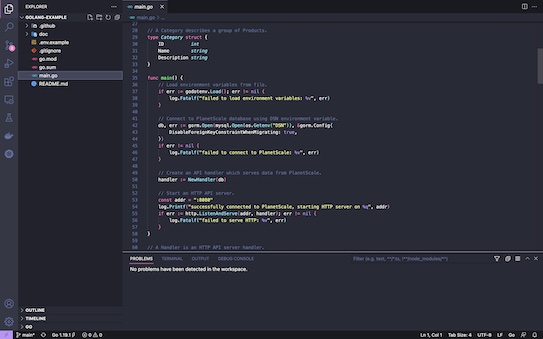 EXPLORER
GOLANG-EXAMPLE
.github
doc
.env.example
.gitignore
go.mod
go.sum
main.go
README.md
OUTLINE
TIMELINE
GO
main.go
main.go > ...
27
28 // A Category describes a group of Products.
29 type Category struct {
30 ID int
31 Name string
32 Description string
33 }
34
35 func main() {
36 // Load environment variables from file.
37 if err := godotenv.Load(); err != nil {
38 log.Fatalf("failed to load environment variables: %v", err)
39 }
40
41 // Connect to PlanetScale database using DSN environment variable.
42 db, err := gorm.Open(mysql.Open(os.Getenv("DSN")), &gorm.Config{
43 DisableForeignKeyConstraintWhenMigrating: true,
44 })
45 if err != nil {
46 log.Fatalf("failed to connect to PlanetScale: %v", err)
47 }
48
49 // Create an API handler which serves data from PlanetScale.
50 handler := NewHandler(db)
51
52 // Start an HTTP API server.
53 const addr = ":8080"
54 log.Printf("successfully connected to PlanetScale, starting HTTP server on %q", addr)
55 if err := http.ListenAndServe(addr, handler); err != nil {
56 log.Fatalf("failed to serve HTTP: %v", err)
57 }
58 }
59
60 // A Handler is an HTTP API server handler.
PROBLEMS TERMINAL OUTPUT DEBUG CONSOLE
Filter (e.g. text, **/*.ts, !**/node_modules/**)
No problems have been detected in the workspace.
main* Go 1.19.1 0 0 Ln 1, Col 1 Tab Size: 4 UTF-8 LF Go